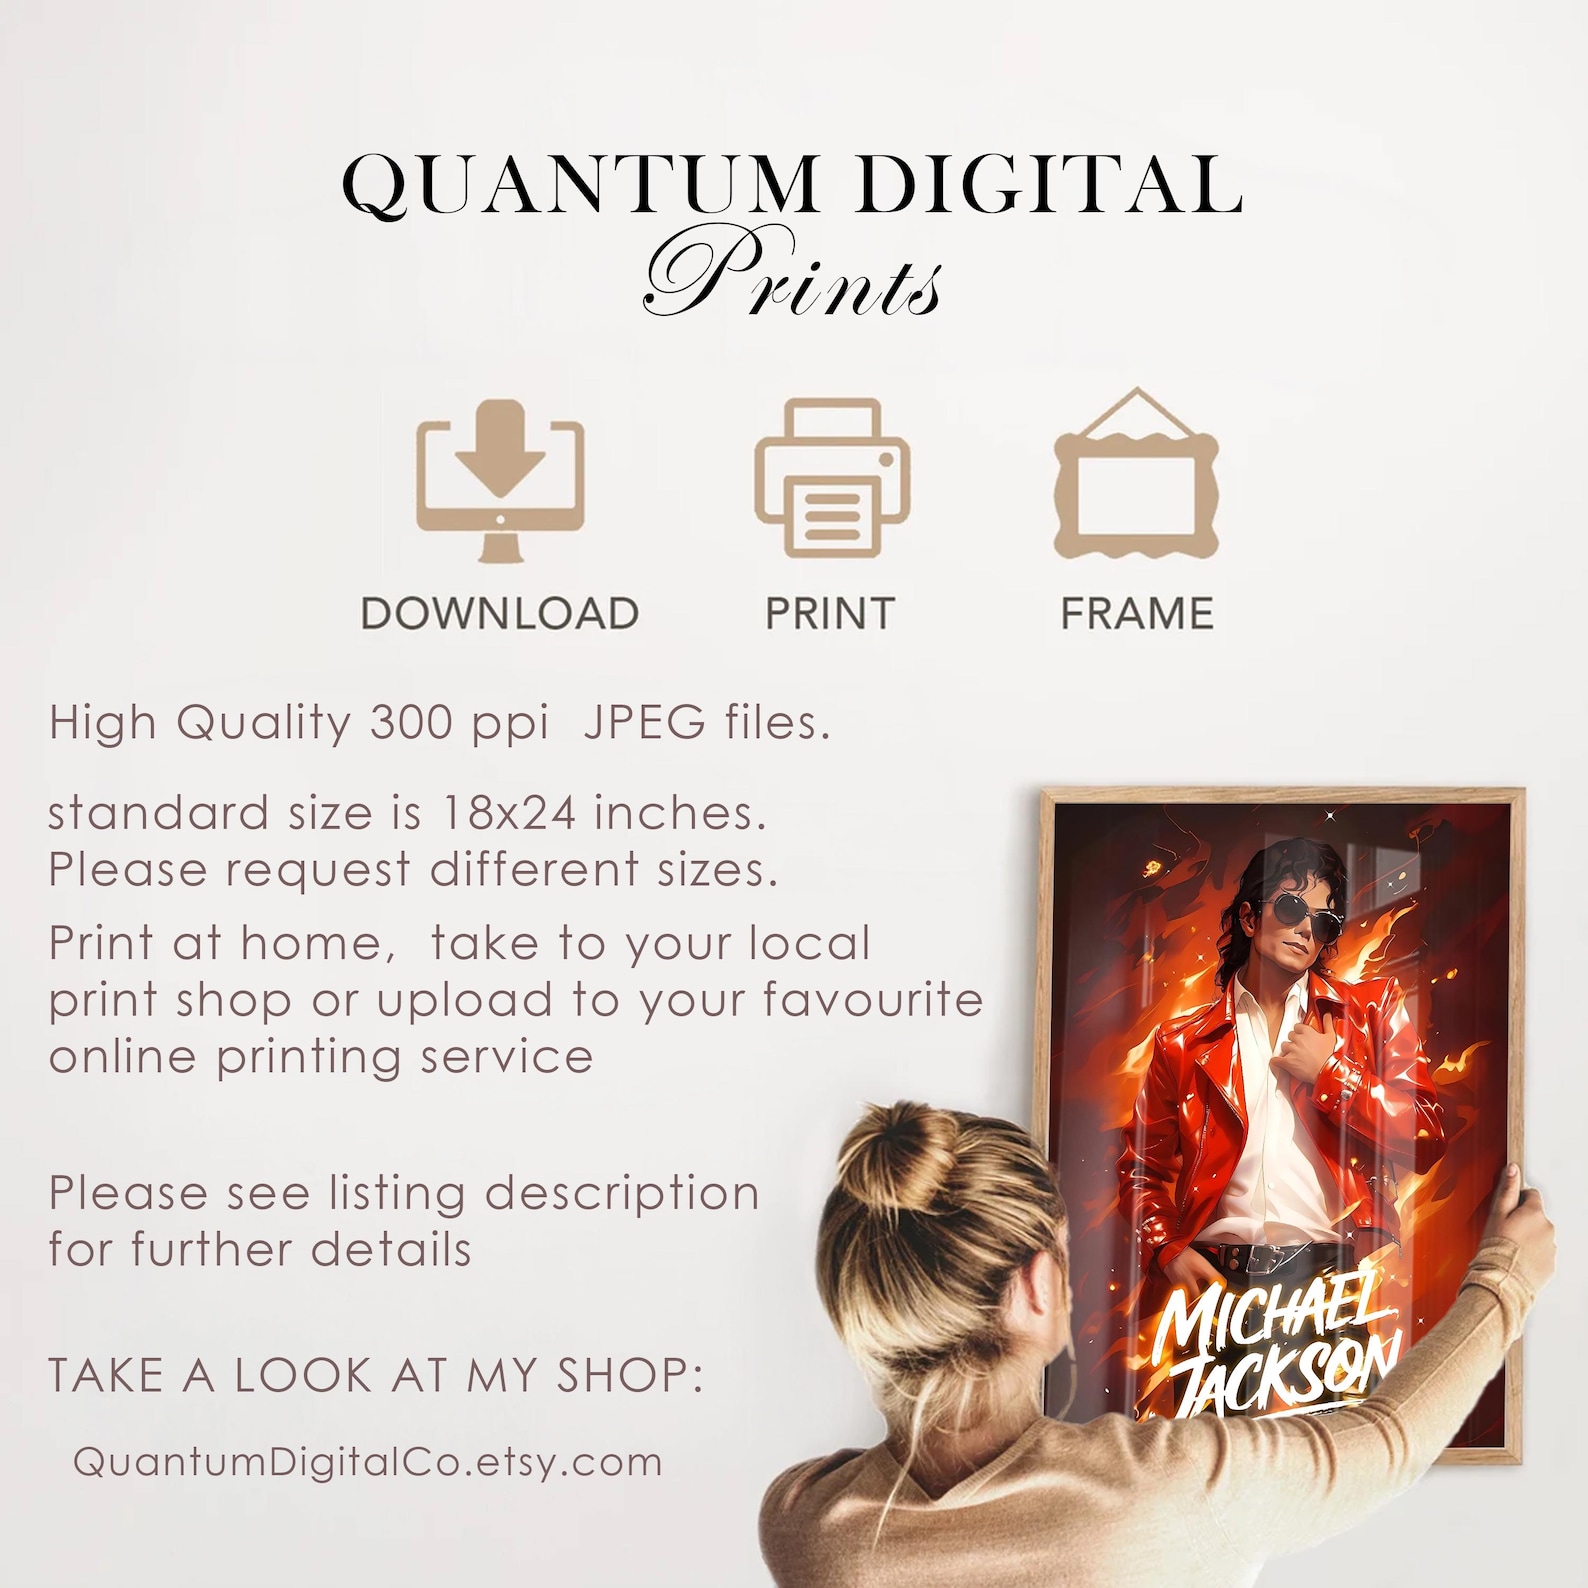 QUANTUM DIGITAL
Prints
DOWNLOAD
PRINT
FRAME
High Quality 300 ppi JPEG files.
standard size is 18x24 inches.
Please request different sizes.
Print at home, take to your local
print shop or upload to your favourite
online printing service
Please see listing description
for further details
TAKE A LOOK AT MY SHOP:
QuantumDigitalCo.etsy.com
MICHAEL
JACKSON